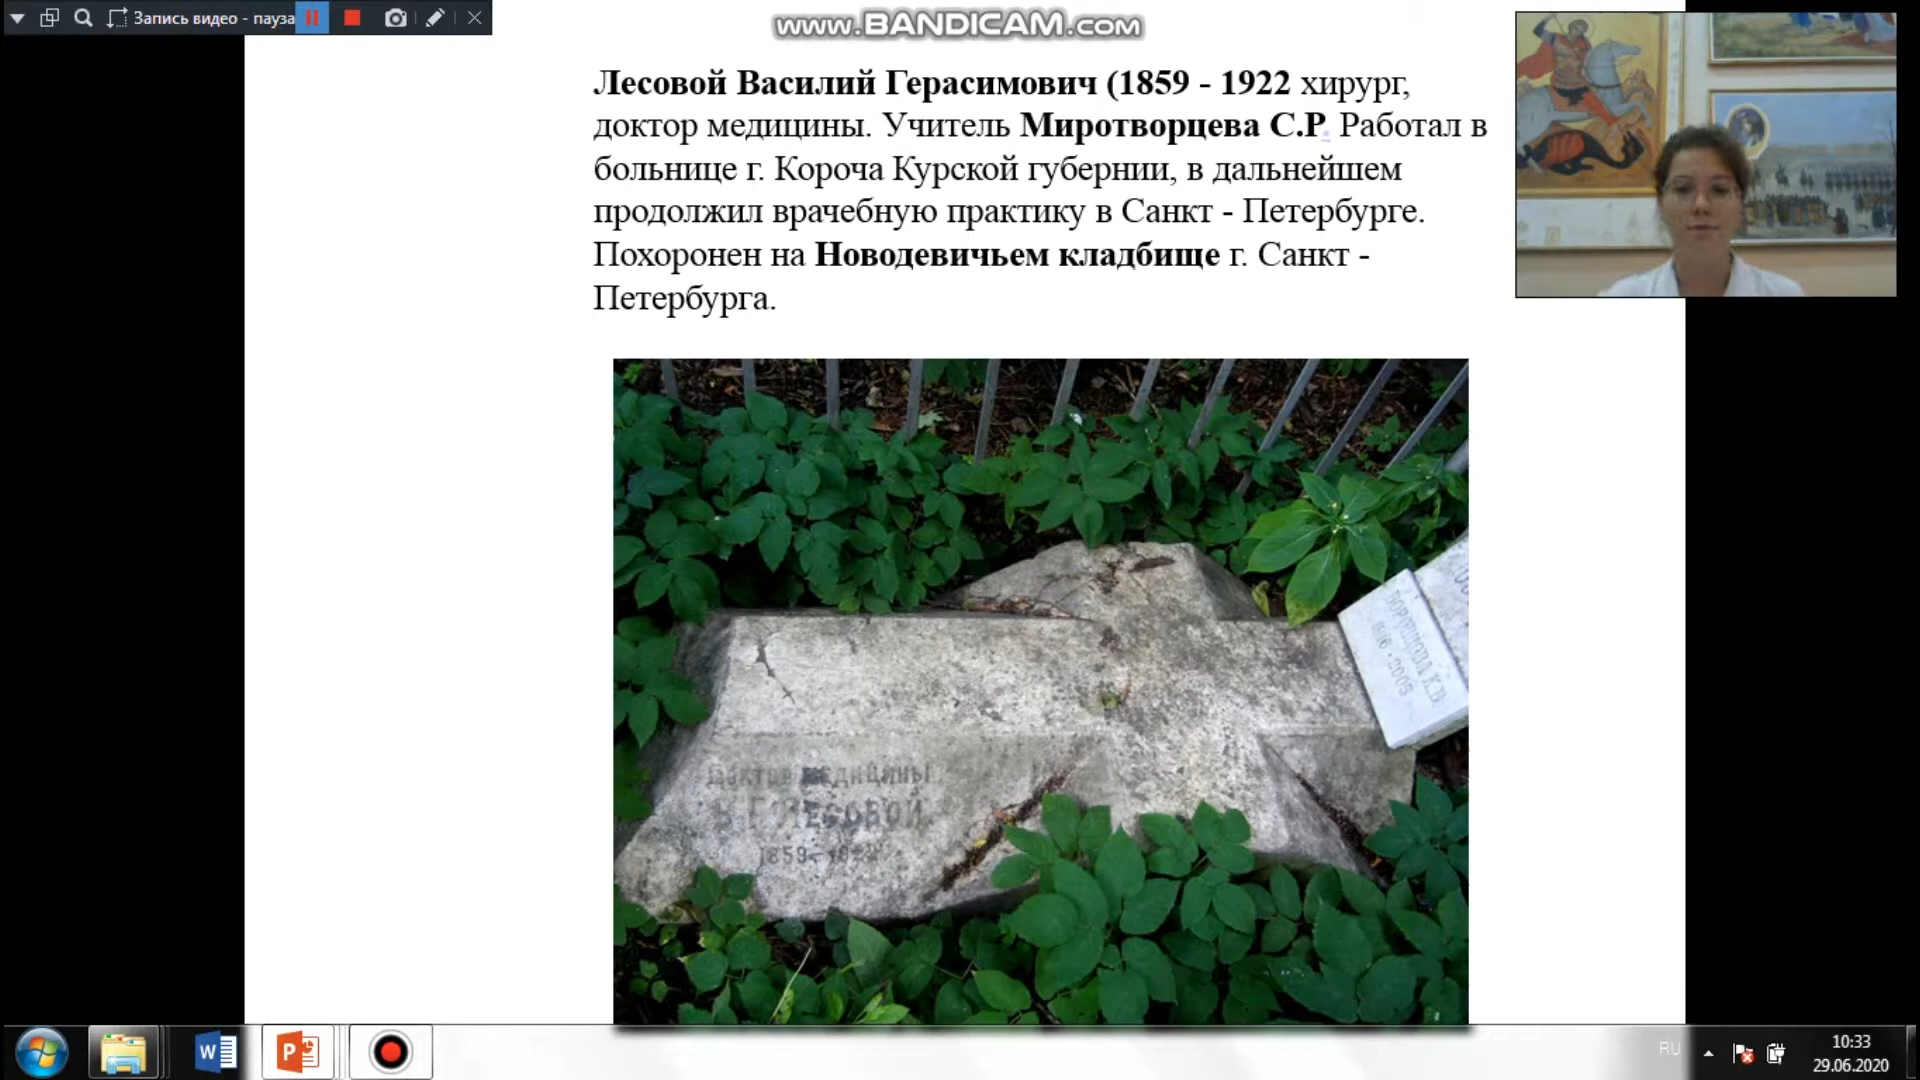 Запись видео - пауза
www.BANDICAM.com
Лесовой Василий Герасимович (1859 - 1922 хирург,
доктор медицины. Учитель Миротворцева С.Р. Работал в
больнице г. Короча Курской губернии, в дальнейшем
продолжил врачебную практику в Санкт - Петербурге.
Похоронен на Новодевичьем кладбище г. Санкт -
Петербурга.
Доктор медицины
В.Г. ЛЕСОВОЙ
1859-1922
2005
RU
10:33
29.06.2020